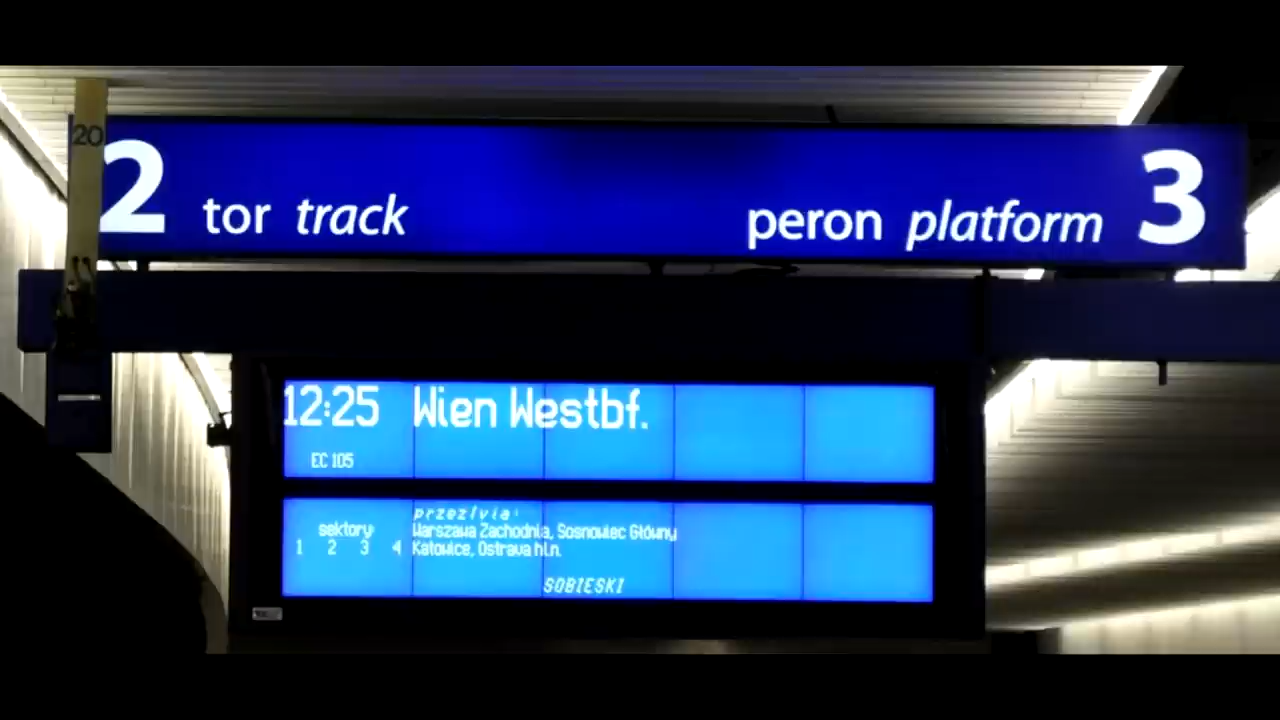 20
2 tor track peron platform 3
12:25 Wien Westbf.
EC 105
przez/via:
sektory Warszawa Zachodnia, Sosnowiec Główny
1 2 3 4 Katowice, Ostrava hl.n.
SOBIESKI